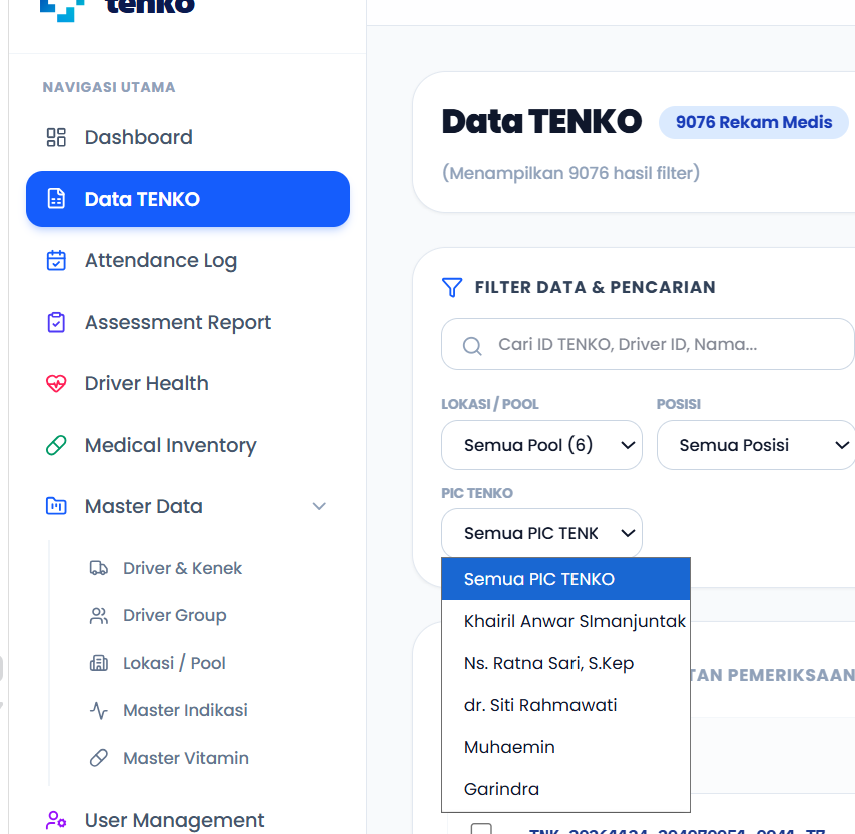 tenko
NAVIGASI UTAMA
Dashboard
Data TENKO
Attendance Log
Assessment Report
Driver Health
Medical Inventory
Master Data
Driver & Kenek
Driver Group
Lokasi / Pool
Master Indikasi
Master Vitamin
User Management
Data TENKO
9076 Rekam Medis
(Menampilkan 9076 hasil filter)
FILTER DATA & PENCARIAN
Cari ID TENKO, Driver ID, Nama...
LOKASI / POOL
POSISI
Semua Pool (6)
Semua Posisi
PIC TENKO
Semua PIC TENK
Semua PIC TENKO
Khairil Anwar SImanjuntak
Ns. Ratna Sari, S.Kep
dr. Siti Rahmawati
Muhaemin
Garindra
TAN PEMERIKSAAN